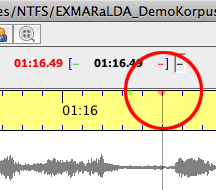 es/NTFS/EXMARaLDA_DemoKorpus
01:16.49 [– 01:16.49 –] –
01:16